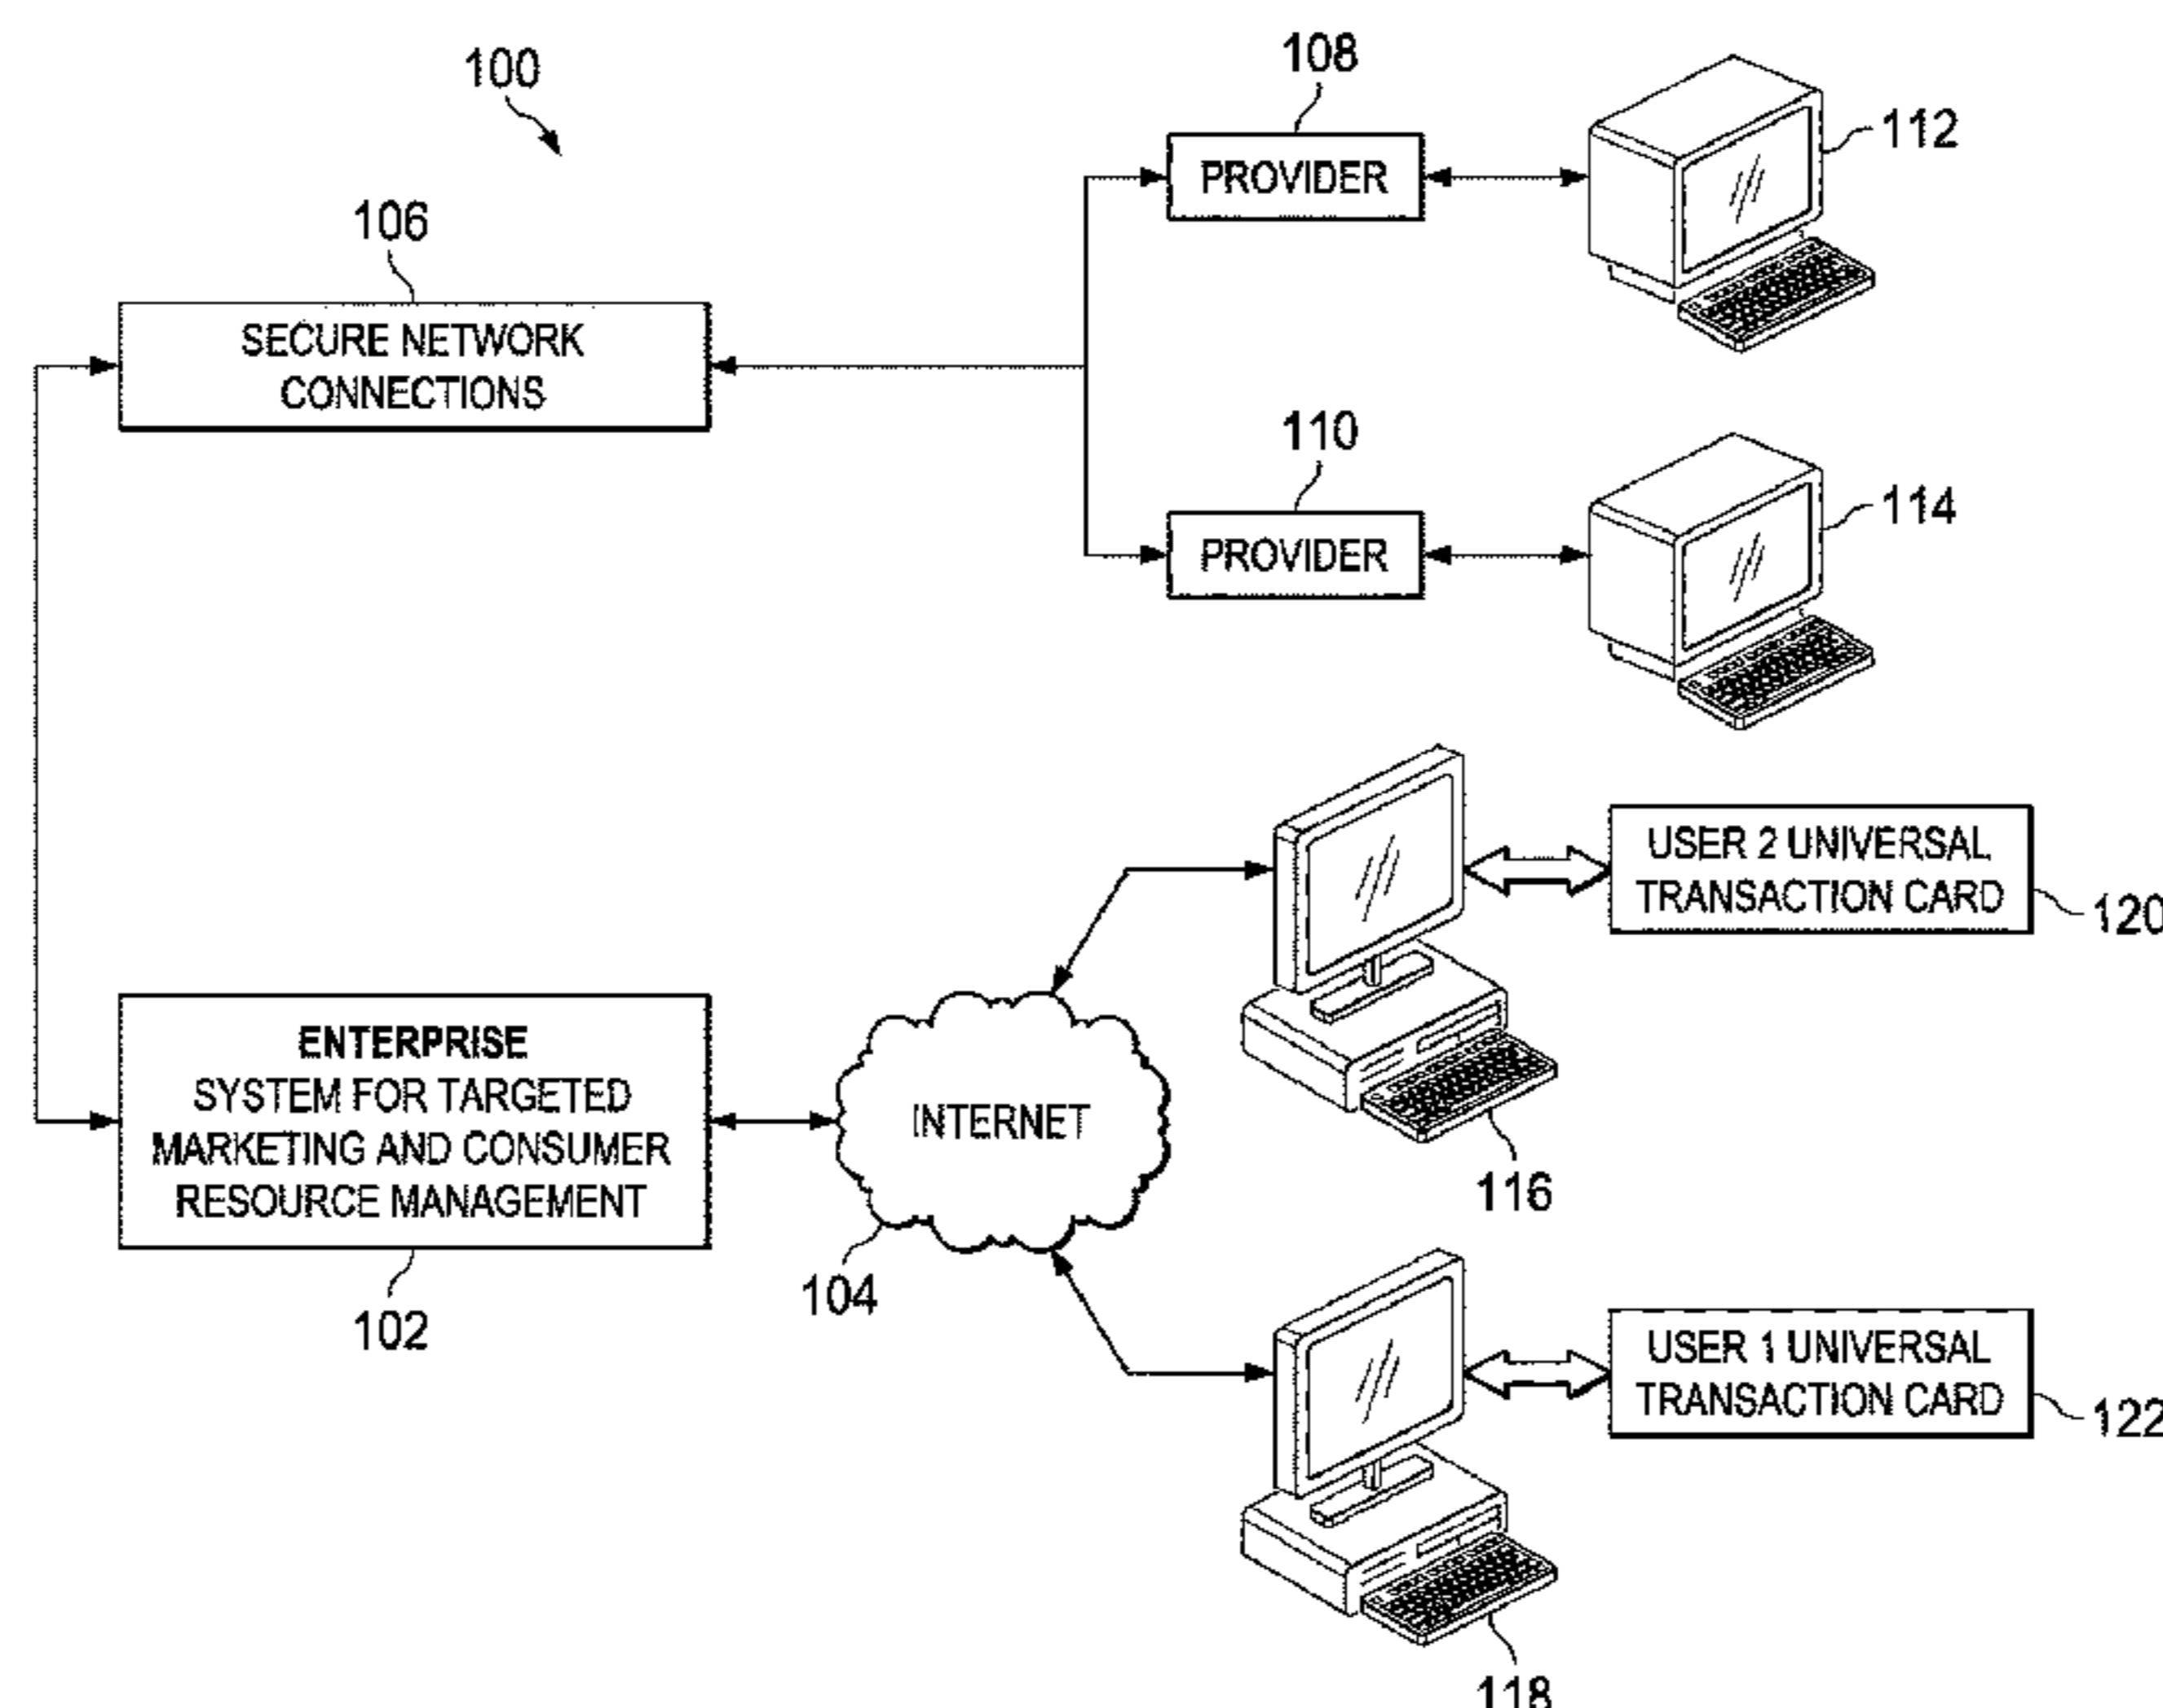 100
108
112
PROVIDER
106
SECURE NETWORK
CONNECTIONS
110
114
PROVIDER
USER 2 UNIVERSAL
TRANSACTION CARD
120
ENTERPRISE
SYSTEM FOR TARGETED
MARKETING AND CONSUMER
RESOURCE MANAGEMENT
INTERNET
116
104
102
USER 1 UNIVERSAL
TRANSACTION CARD
122
118